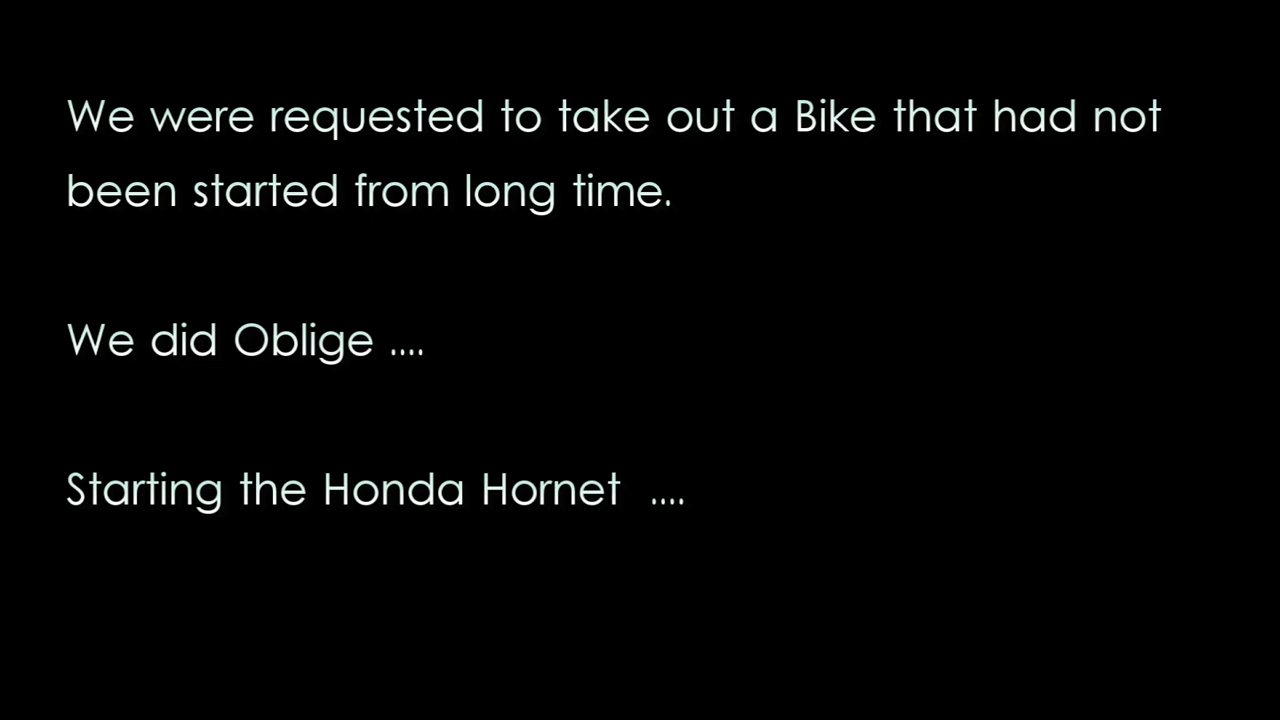 We were requested to take out a Bike that had not
been started from long time.
We did Oblige ....
Starting the Honda Hornet  ....